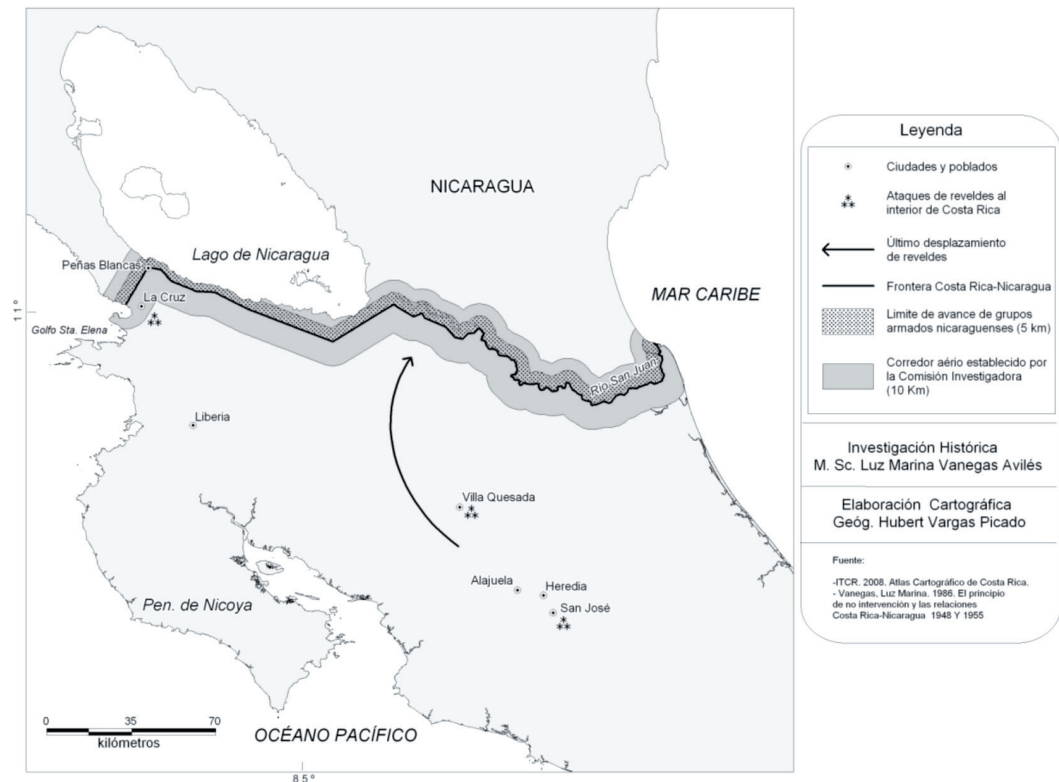 NICARAGUA
Lago de Nicaragua
Peñas Blancas
La Cruz
MAR CARIBE
11°
Golfo Sta. Elena
Río San Juan
Liberia
Villa Quesada
Alajuela
Heredia
San José
Pen. de Nicoya
OCÉANO PACÍFICO
0 35 70
kilómetros
85°
Leyenda
Ciudades y poblados
Ataques de reveldes al
interior de Costa Rica
Último desplazamiento
de reveldes
Frontera Costa Rica-Nicaragua
Limite de avance de grupos
armados nicaraguenses (5 km)
Corredor aério establecido por
la Comisión Investigadora
(10 Km)
Investigación Histórica
M. Sc. Luz Marina Vanegas Avilés
Elaboración Cartográfica
Geóg. Hubert Vargas Picado
Fuente:
-ITCR. 2008. Atlas Cartográfico de Costa Rica.
- Vanegas, Luz Marina. 1986. El principio
de no intervención y las relaciones
Costa Rica-Nicaragua 1948 Y 1955